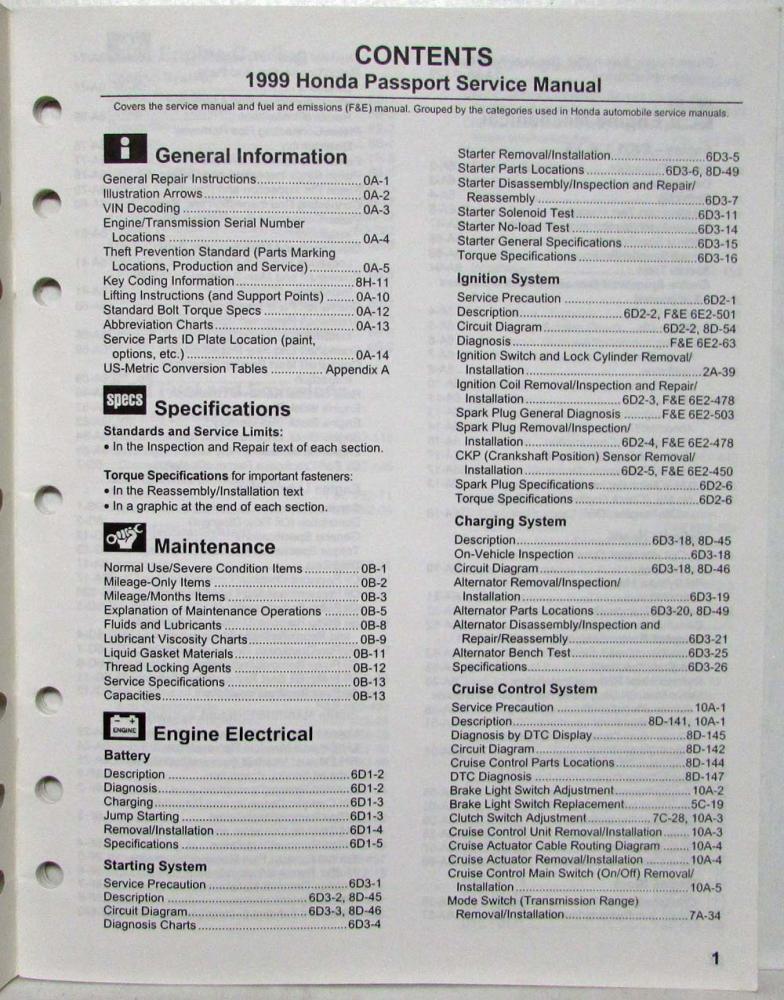 CONTENTS
1999 Honda Passport Service Manual
Covers the service manual and fuel and emissions (F&E) manual. Grouped by the categories used in Honda automobile service manuals.
i General Information
General Repair Instructions............................0A-1
Illustration Arrows..........................................0A-2
VIN Decoding ................................................0A-3
Engine/Transmission Serial Number
Locations ....................................................0A-4
Theft Prevention Standard (Parts Marking
Locations, Production and Service)..............0A-5
Key Coding Information................................8H-11
Lifting Instructions (and Support Points) .......0A-10
Standard Bolt Torque Specs ........................0A-12
Abbreviation Charts......................................0A-13
Service Parts ID Plate Location (paint,
options, etc.) .............................................0A-14
US-Metric Conversion Tables .............. Appendix A
specs Specifications
Standards and Service Limits:
• In the Inspection and Repair text of each section.
Torque Specifications for important fasteners:
• In the Reassembly/Installation text
• In a graphic at the end of each section.
Maintenance
Normal Use/Severe Condition Items ...............0B-1
Mileage-Only Items .......................................0B-2
Mileage/Months Items ...................................0B-3
Explanation of Maintenance Operations .........0B-5
Fluids and Lubricants ....................................0B-8
Lubricant Viscosity Charts..............................0B-9
Liquid Gasket Materials................................0B-11
Thread Locking Agents ................................0B-12
Service Specifications ..................................0B-13
Capacities.....................................................0B-13
- +
ENGINE
Engine Electrical
Battery
Description ...................................................6D1-2
Diagnosis......................................................6D1-2
Charging.......................................................6D1-3
Jump Starting ...............................................6D1-3
Removal/Installation .....................................6D1-4
Specifications ...............................................6D1-5
Starting System
Service Precaution .......................................6D3-1
Description ........................................6D3-2, 8D-45
Circuit Diagram..................................6D3-3, 8D-46
Diagnosis Charts ..........................................6D3-4
Starter Removal/Installation..........................6D3-5
Starter Parts Locations ......................6D3-6, 8D-49
Starter Disassembly/Inspection and Repair/
Reassembly ...............................................6D3-7
Starter Solenoid Test...................................6D3-11
Starter No-load Test ...................................6D3-14
Starter General Specifications.....................6D3-15
Torque Specifications .................................6D3-16
Ignition System
Service Precaution .......................................6D2-1
Description..............................6D2-2, F&E 6E2-501
Circuit Diagram..................................6D2-2, 8D-54
Diagnosis............................................F&E 6E2-63
Ignition Switch and Lock Cylinder Removal/
Installation..................................................2A-39
Ignition Coil Removal/Inspection and Repair/
Installation...........................6D2-3, F&E 6E2-478
Spark Plug General Diagnosis ...........F&E 6E2-503
Spark Plug Removal/Inspection/
Installation...........................6D2-4, F&E 6E2-478
CKP (Crankshaft Position) Sensor Removal/
Installation...........................6D2-5, F&E 6E2-450
Spark Plug Specifications.............................6D2-6
Torque Specifications ...................................6D2-6
Charging System
Description.......................................6D3-18, 8D-45
On-Vehicle Inspection ................................6D3-18
Circuit Diagram................................6D3-18, 8D-46
Alternator Removal/Inspection/
Installation................................................6D3-19
Alternator Parts Locations ...............6D3-20, 8D-49
Alternator Disassembly/Inspection and
Repair/Reassembly..................................6D3-21
Alternator Bench Test.................................6D3-25
Specifications..............................................6D3-26
Cruise Control System
Service Precaution .......................................10A-1
Description......................................8D-141, 10A-1
Diagnosis by DTC Display...........................8D-145
Circuit Diagram............................................8D-142
Cruise Control Parts Locations....................8D-144
DTC Diagnosis ............................................8D-147
Brake Light Switch Adjustment......................10A-2
Brake Light Switch Replacement...................5C-19
Clutch Switch Adjustment....................7C-28, 10A-3
Cruise Control Unit Removal/Installation........10A-3
Cruise Actuator Cable Routing Diagram ........10A-4
Cruise Actuator Removal/Installation .............10A-4
Cruise Control Main Switch (On/Off) Removal/
Installation..................................................10A-5
Mode Switch (Transmission Range)
Removal/Installation....................................7A-34
1